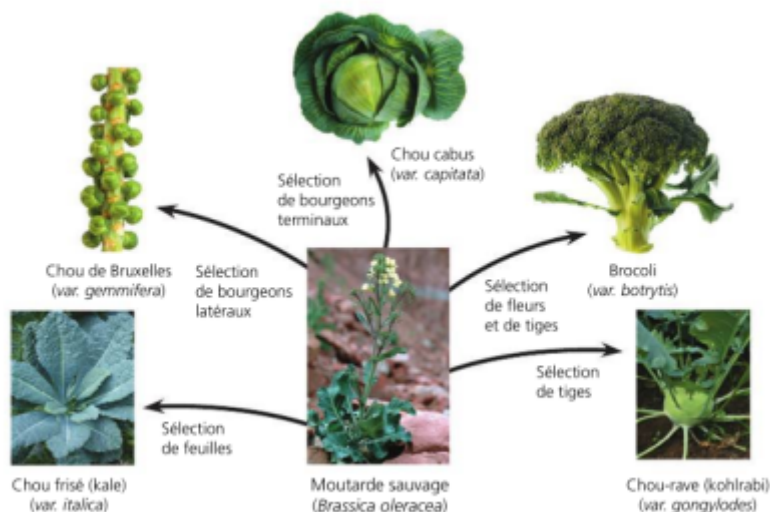 Chou cabus
(var. capitata)
Sélection
de bourgeons
terminaux
Chou de Bruxelles
(var. gemmifera)
Sélection
de bourgeons
latéraux
Brocoli
(var. botrytis)
Sélection
de fleurs
et de tiges
Sélection
de tiges
Sélection
de feuilles
Chou frisé (kale)
(var. italica)
Moutarde sauvage
(Brassica oleracea)
Chou-rave (kohlrabi)
(var. gongylodes)